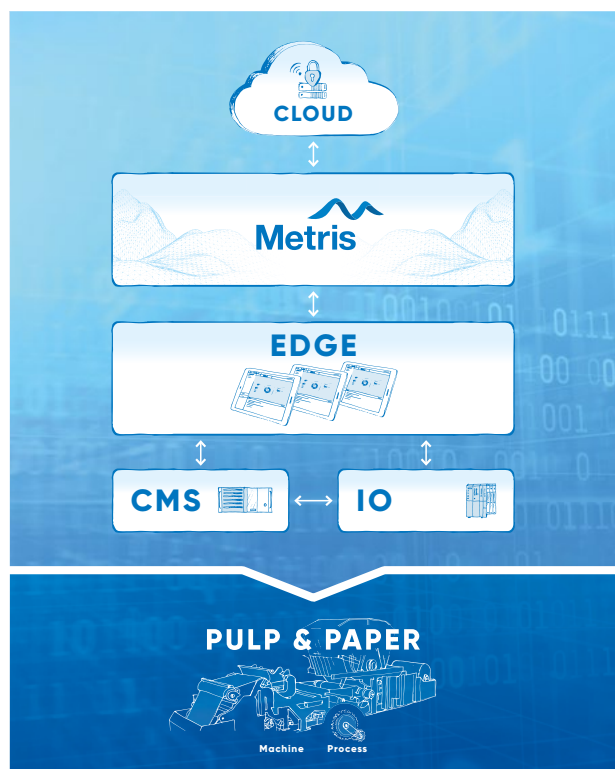 CLOUD
Metris
EDGE
CMS
IO
PULP & PAPER
Machine Process